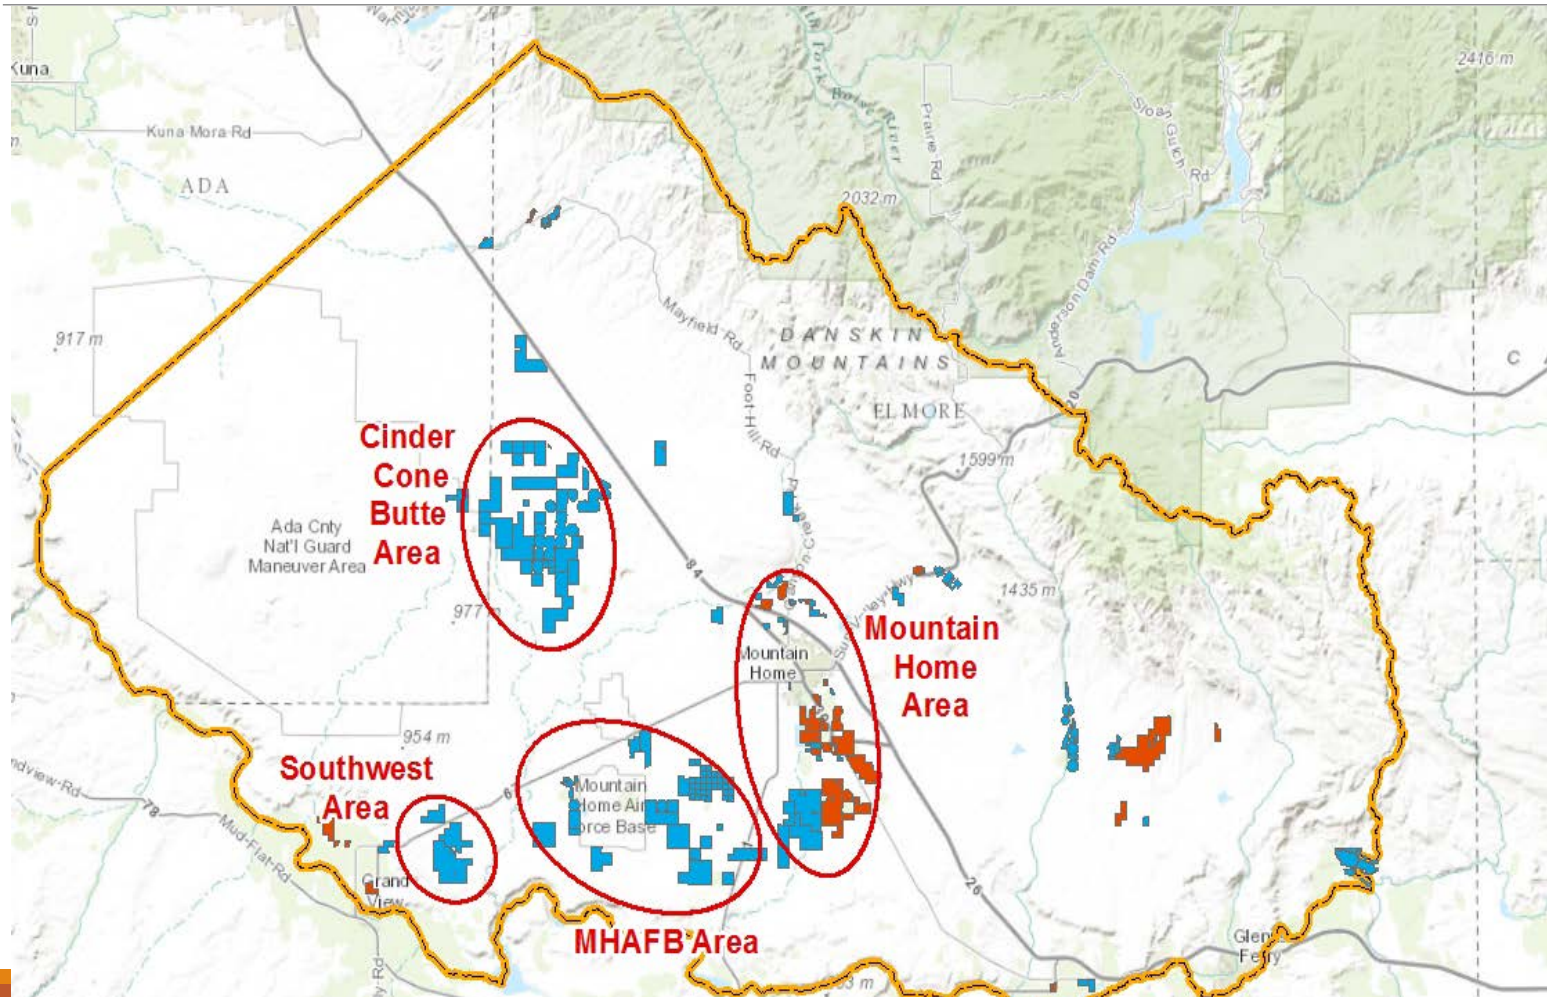 Kuna
Kuna Mora Rd
ADA
917 m
Prairie Rd
Sloan Gulch
Rd
2416 m
2032 m
Anderson Dam Rd
Mayfield Rd
DANSKIN
MOUNTAINS
Foot Hill Rd
ELMORE
20
C
1599 m
Cinder
Cone
Butte
Area
Ada Cnty
Nat'l Guard
Maneuver Area
84
977 m
1435 m
Mountain
Home
Mountain
Home
Area
954 m
Southwest
Area
78
Mud-Flat-Rd
Grand
View
67
Mountain
Home Air
Force Base
MHAFB Area
26
Glenns
Ferry